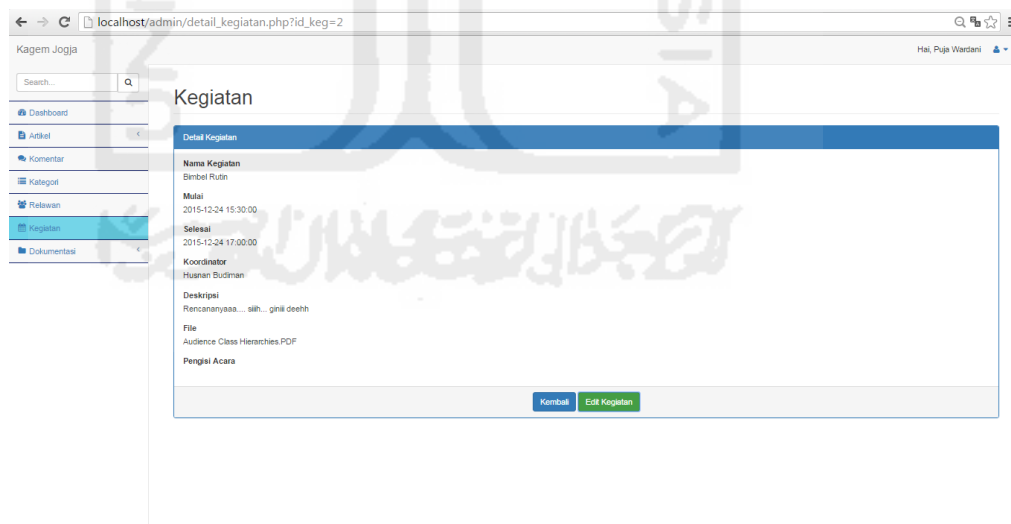 localhost/admin/detail_kegiatan.php?id_keg=2
Kagem Jogja
Hai, Puja Wardani
Search...
Dashboard
Artikel
Komentar
Kategori
Relawan
Kegiatan
Dokumentasi
Kegiatan
Detail Kegiatan
Nama Kegiatan
Bimbel Rutin
Mulai
2015-12-24 15:30:00
Selesai
2015-12-24 17:00:00
Koordinator
Husnan Budiman
Deskripsi
Rencananyaaa.... siiih... giniii deehh
File
Audience Class Hierarchies.PDF
Pengisi Acara
Kembali
Edit Kegiatan